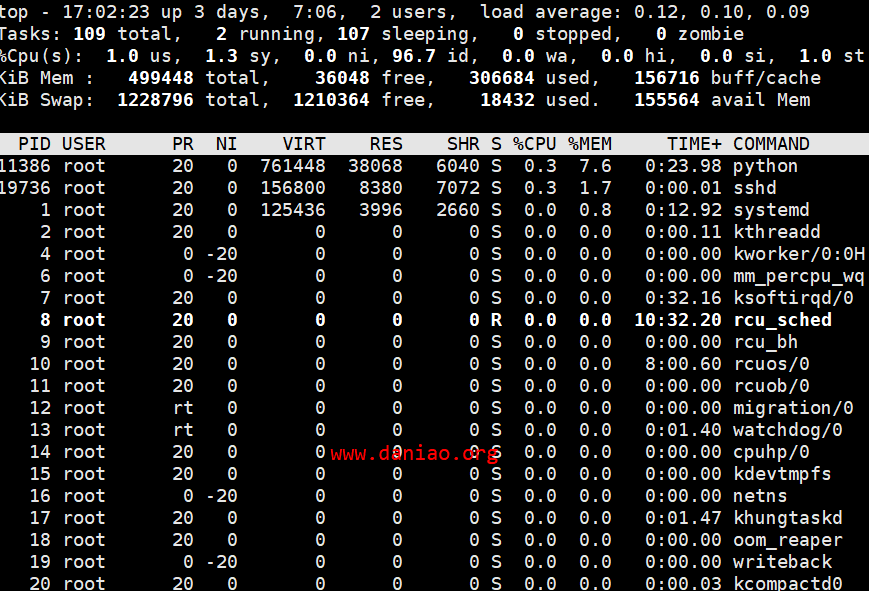 top - 17:02:23 up 3 days,  7:06,  2 users,  load average: 0.12, 0.10, 0.09
Tasks: 109 total,   2 running, 107 sleeping,   0 stopped,   0 zombie
%Cpu(s):  1.0 us,  1.3 sy,  0.0 ni, 96.7 id,  0.0 wa,  0.0 hi,  0.0 si,  1.0 st
KiB Mem :   499448 total,    36048 free,   306684 used,   156716 buff/cache
KiB Swap:  1228796 total,  1210364 free,    18432 used.   155564 avail Mem
PID USER      PR  NI    VIRT    RES    SHR S %CPU %MEM     TIME+ COMMAND
11386 root      20   0  761448  38068   6040 S  0.3  7.6   0:23.98 python
19736 root      20   0  156800   8380   7072 S  0.3  1.7   0:00.01 sshd
1 root      20   0  125436   3996   2660 S  0.0  0.8   0:12.92 systemd
2 root      20   0       0      0      0 S  0.0  0.0   0:00.11 kthreadd
4 root       0 -20       0      0      0 S  0.0  0.0   0:00.00 kworker/0:0H
6 root       0 -20       0      0      0 S  0.0  0.0   0:00.00 mm_percpu_wq
7 root      20   0       0      0      0 S  0.0  0.0   0:32.16 ksoftirqd/0
8 root      20   0       0      0      0 R  0.0  0.0  10:32.20 rcu_sched
9 root      20   0       0      0      0 S  0.0  0.0   0:00.00 rcu_bh
10 root      20   0       0      0      0 S  0.0  0.0   8:00.60 rcuos/0
11 root      20   0       0      0      0 S  0.0  0.0   0:00.00 rcuob/0
12 root      rt   0       0      0      0 S  0.0  0.0   0:00.00 migration/0
13 root      rt   0       0      0      0 S  0.0  0.0   0:01.40 watchdog/0
14 root      20   0       0      0      0 S  0.0  0.0   0:00.00 cpuhp/0
www.daniao.org
15 root      20   0       0      0      0 S  0.0  0.0   0:00.00 kdevtmpfs
16 root       0 -20       0      0      0 S  0.0  0.0   0:00.00 netns
17 root      20   0       0      0      0 S  0.0  0.0   0:01.47 khungtaskd
18 root      20   0       0      0      0 S  0.0  0.0   0:00.00 oom_reaper
19 root       0 -20       0      0      0 S  0.0  0.0   0:00.00 writeback
20 root      20   0       0      0      0 S  0.0  0.0   0:00.03 kcompactd0